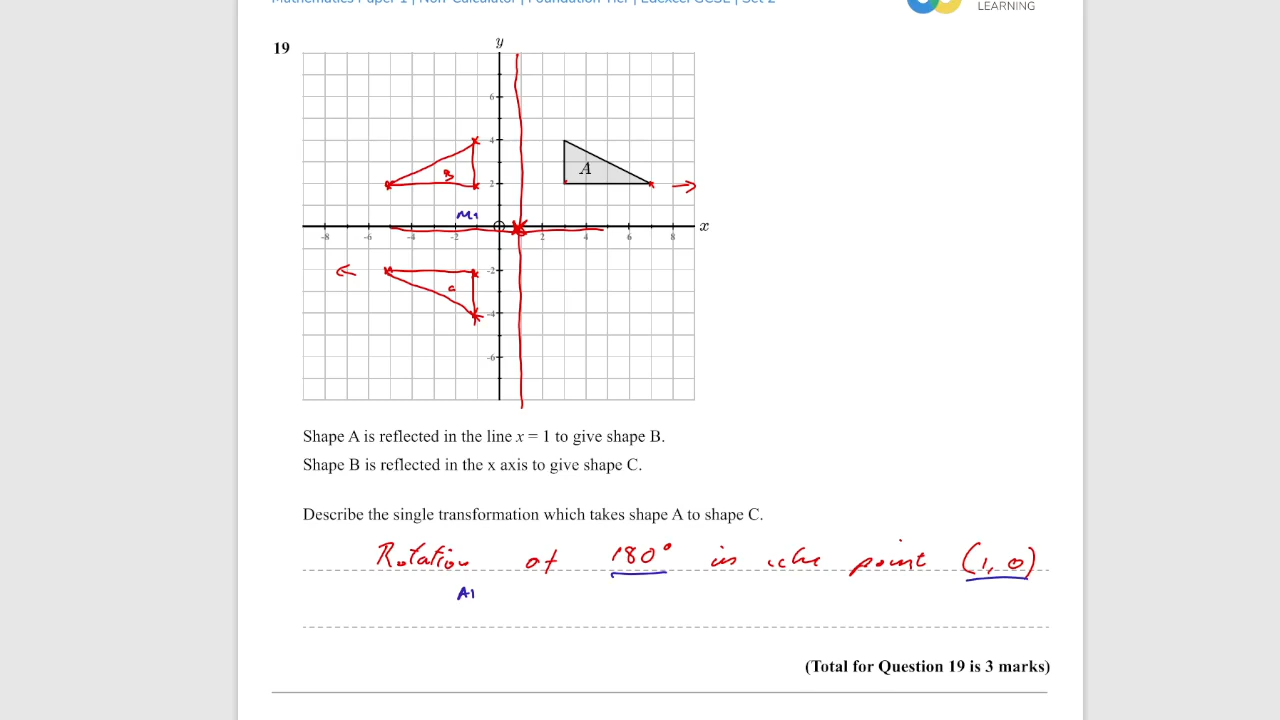 Mathematics Paper 1 | Non-Calculator | Foundation Tier | Edexcel GCSE | Set 2
LEARNING
19
y
6
4
A
B
2
M1
x
-8 -6 -4 -2 2 4 6 8
-2
C
-4
-6
Shape A is reflected in the line x = 1 to give shape B.
Shape B is reflected in the x axis to give shape C.
Describe the single transformation which takes shape A to shape C.
Rotation of 180° in the point (1, 0)
A1
(Total for Question 19 is 3 marks)